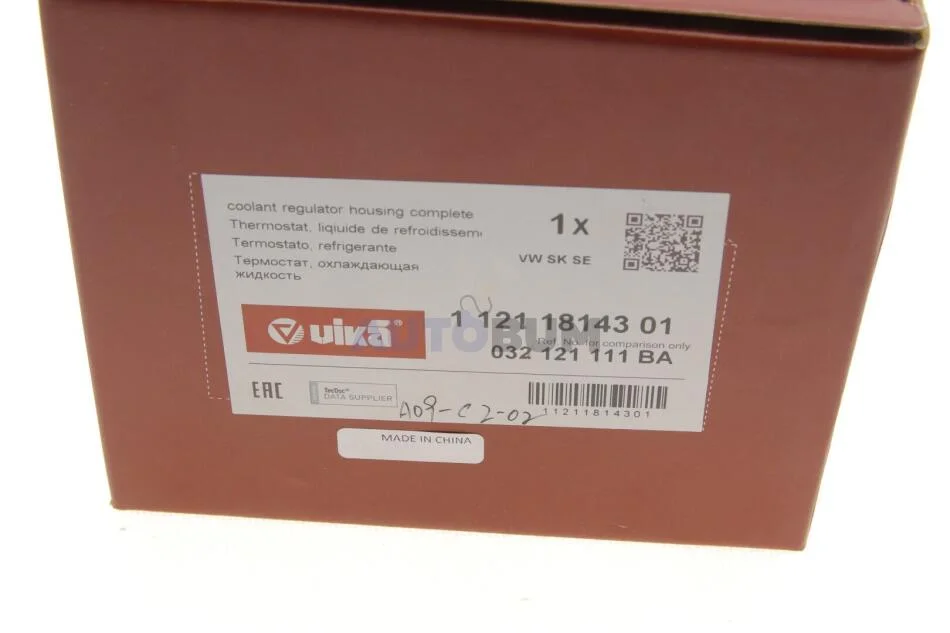 coolant regulator housing complete
Thermostat, liqiuide de refroidissem
Termostato, refrigerante
Термостат, охлаждающая
жидкость
1x
VW SK SE
vika®
1 121 18143 01
Ref. No. for comparison only
032 121 111 BA
AUTOBUM
EAC
TecDoc®
DATA SUPPLIER
A09-C2-02
11211814301
MADE IN CHINA